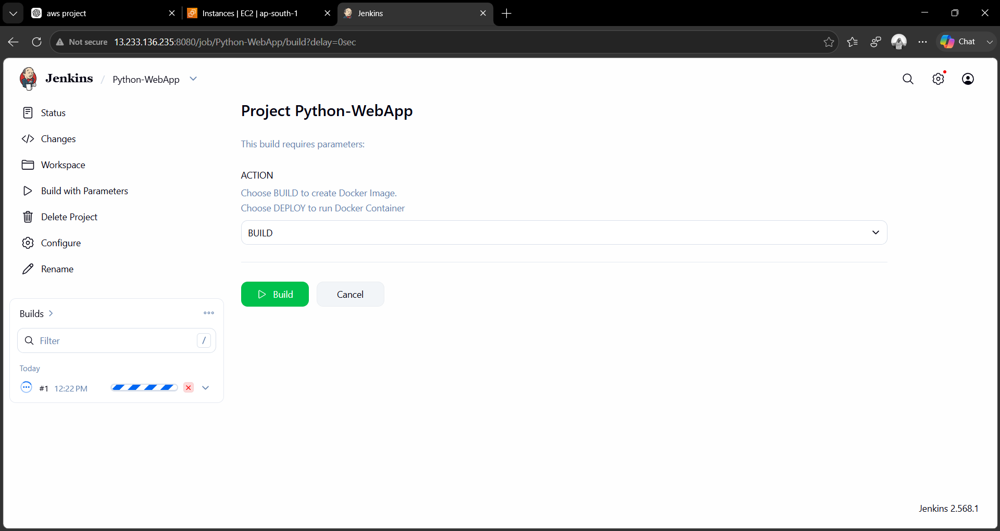 aws project
Instances | EC2 | ap-south-1
Jenkins
Not secure 13.233.136.235:8080/job/Python-WebApp/build?delay=0sec
Chat
Jenkins / Python-WebApp
Status
Changes
Workspace
Build with Parameters
Delete Project
Configure
Rename
Builds
Filter /
Today
#1 12:22 PM
Project Python-WebApp
This build requires parameters:
ACTION
Choose BUILD to create Docker Image.
Choose DEPLOY to run Docker Container
BUILD
Build
Cancel
Jenkins 2.568.1